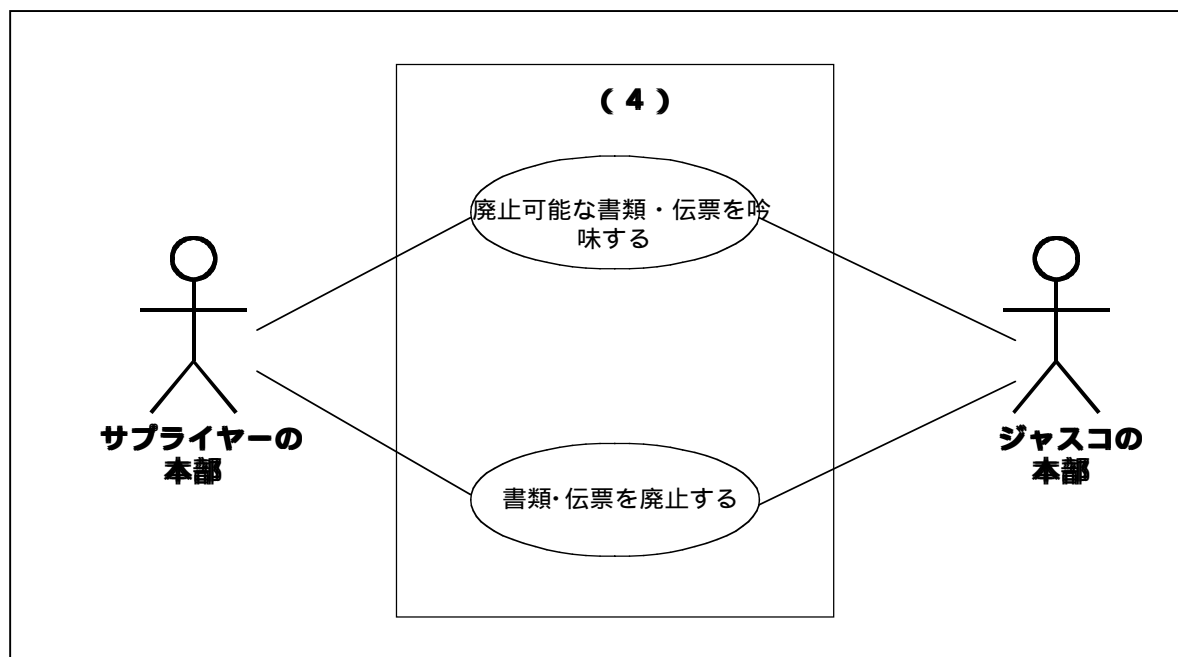 (4)
廃止可能な書類・伝票を吟
味する
サプライヤーの
本部
ジャスコの
本部
書類・伝票を廃止する